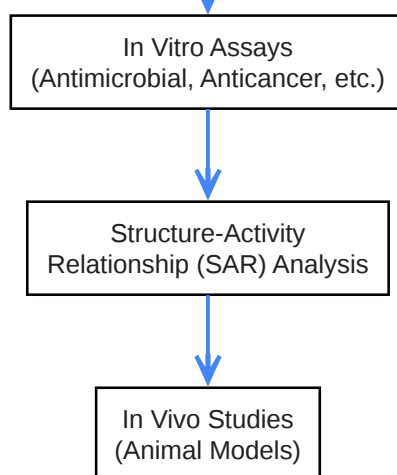 In Vitro Assays
(Antimicrobial, Anticancer, etc.)
Structure-Activity
Relationship (SAR) Analysis
In Vivo Studies
(Animal Models)